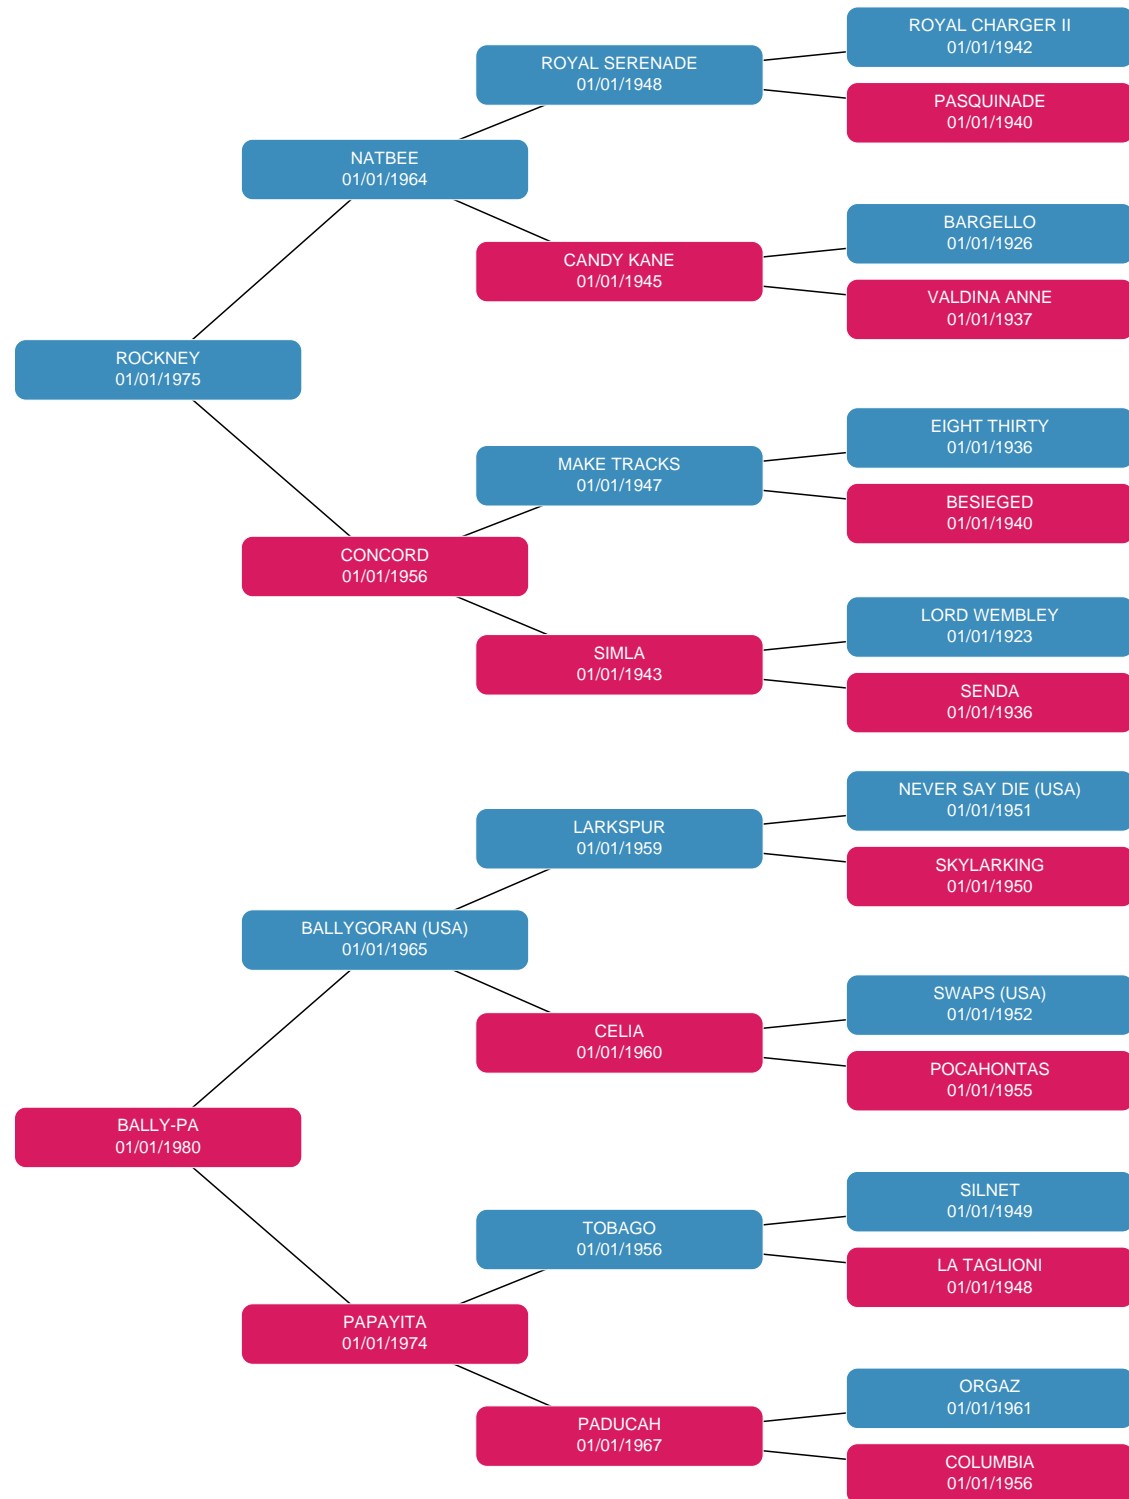 ROYAL CHARGER II
01/01/1942
ROYAL SERENADE
01/01/1948
PASQUINADE
01/01/1940
NATBEE
01/01/1964
BARGELLO
01/01/1926
CANDY KANE
01/01/1945
VALDINA ANNE
01/01/1937
ROCKNEY
01/01/1975
EIGHT THIRTY
01/01/1936
MAKE TRACKS
01/01/1947
BESIEGED
01/01/1940
CONCORD
01/01/1956
LORD WEMBLEY
01/01/1923
SIMLA
01/01/1943
SENDA
01/01/1936
NEVER SAY DIE (USA)
01/01/1951
LARKSPUR
01/01/1959
SKYLARKING
01/01/1950
BALLYGORAN (USA)
01/01/1965
SWAPS (USA)
01/01/1952
CELIA
01/01/1960
POCAHONTAS
01/01/1955
BALLY-PA
01/01/1980
SILNET
01/01/1949
TOBAGO
01/01/1956
LA TAGLIONI
01/01/1948
PAPAYITA
01/01/1974
ORGAZ
01/01/1961
PADUCAH
01/01/1967
COLUMBIA
01/01/1956